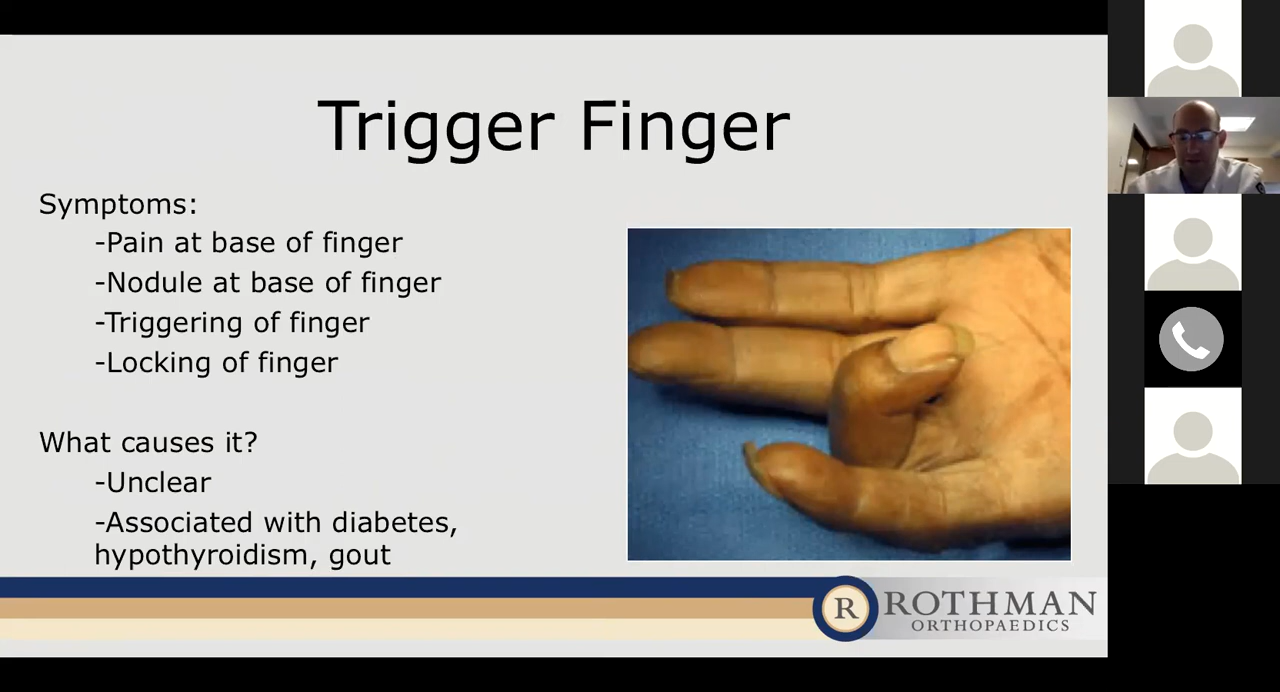 Trigger Finger
Symptoms:
-Pain at base of finger
-Nodule at base of finger
-Triggering of finger
-Locking of finger
What causes it?
-Unclear
-Associated with diabetes,
hypothyroidism, gout
R ROTHMAN
ORTHOPAEDICS